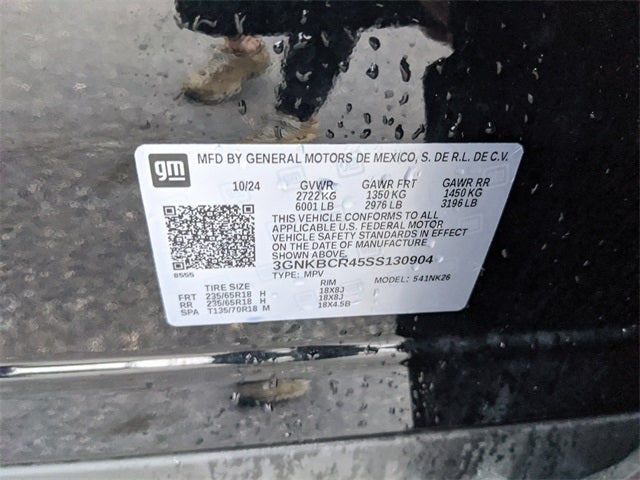 gm MFD BY GENERAL MOTORS DE MEXICO, S. DE R.L. DE C.V.
10/24 GVWR GAWR FRT GAWR RR
2722 KG 1350 KG 1450 KG
6001 LB 2976 LB 3196 LB
THIS VEHICLE CONFORMS TO ALL
APPLICABLE U.S. FEDERAL MOTOR
VEHICLE SAFETY STANDARDS IN EFFECT
ON THE DATE OF MANUFACTURE SHOWN
ABOVE.
3GNKBCR45SS130904
8555 TYPE: MPV MODEL: 541NK26
TIRE SIZE RIM
FRT 235/65R18 H 18X8J
RR 235/65R18 H 18X8J
SPA T135/70R18 M 18X4.5B